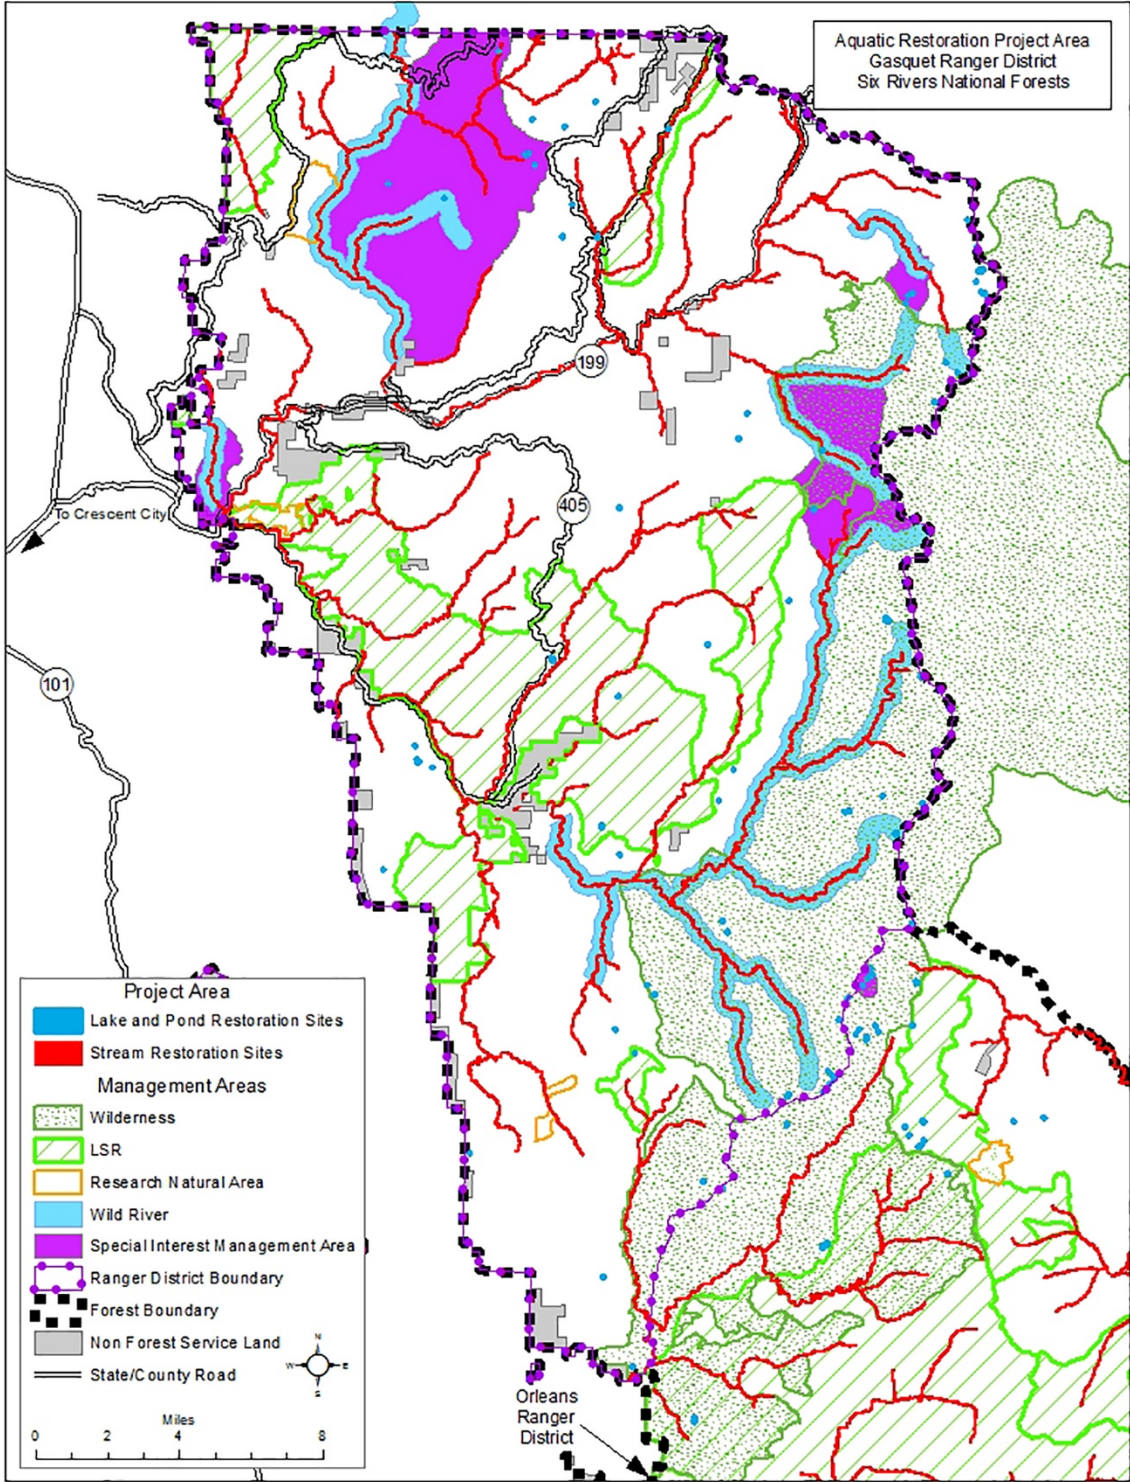 Aquatic Restoration Project Area
Gasquet Ranger District
Six Rivers National Forests
199
405
To Crescent City
101
Project Area
Lake and Pond Restoration Sites
Stream Restoration Sites
Management Areas
Wilderness
LSR
Research Natural Area
Wild River
Special Interest Management Area
Ranger District Boundary
Forest Boundary
Non Forest Service Land
State/County Road
N
W E
S
Miles
0 2 4 8
Orleans
Ranger
District